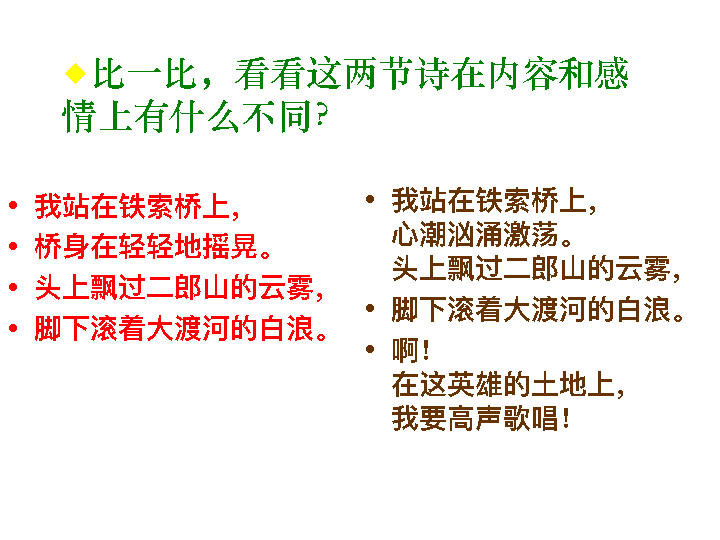 ◆比一比，看看这两节诗在内容和感
情上有什么不同?
• 我站在铁索桥上，
• 桥身在轻轻地摇晃。
• 头上飘过二郎山的云雾，
• 脚下滚着大渡河的白浪。
• 我站在铁索桥上，
心潮汹涌激荡。
头上飘过二郎山的云雾，
• 脚下滚着大渡河的白浪。
• 啊！
在这英雄的土地上，
我要高声歌唱！